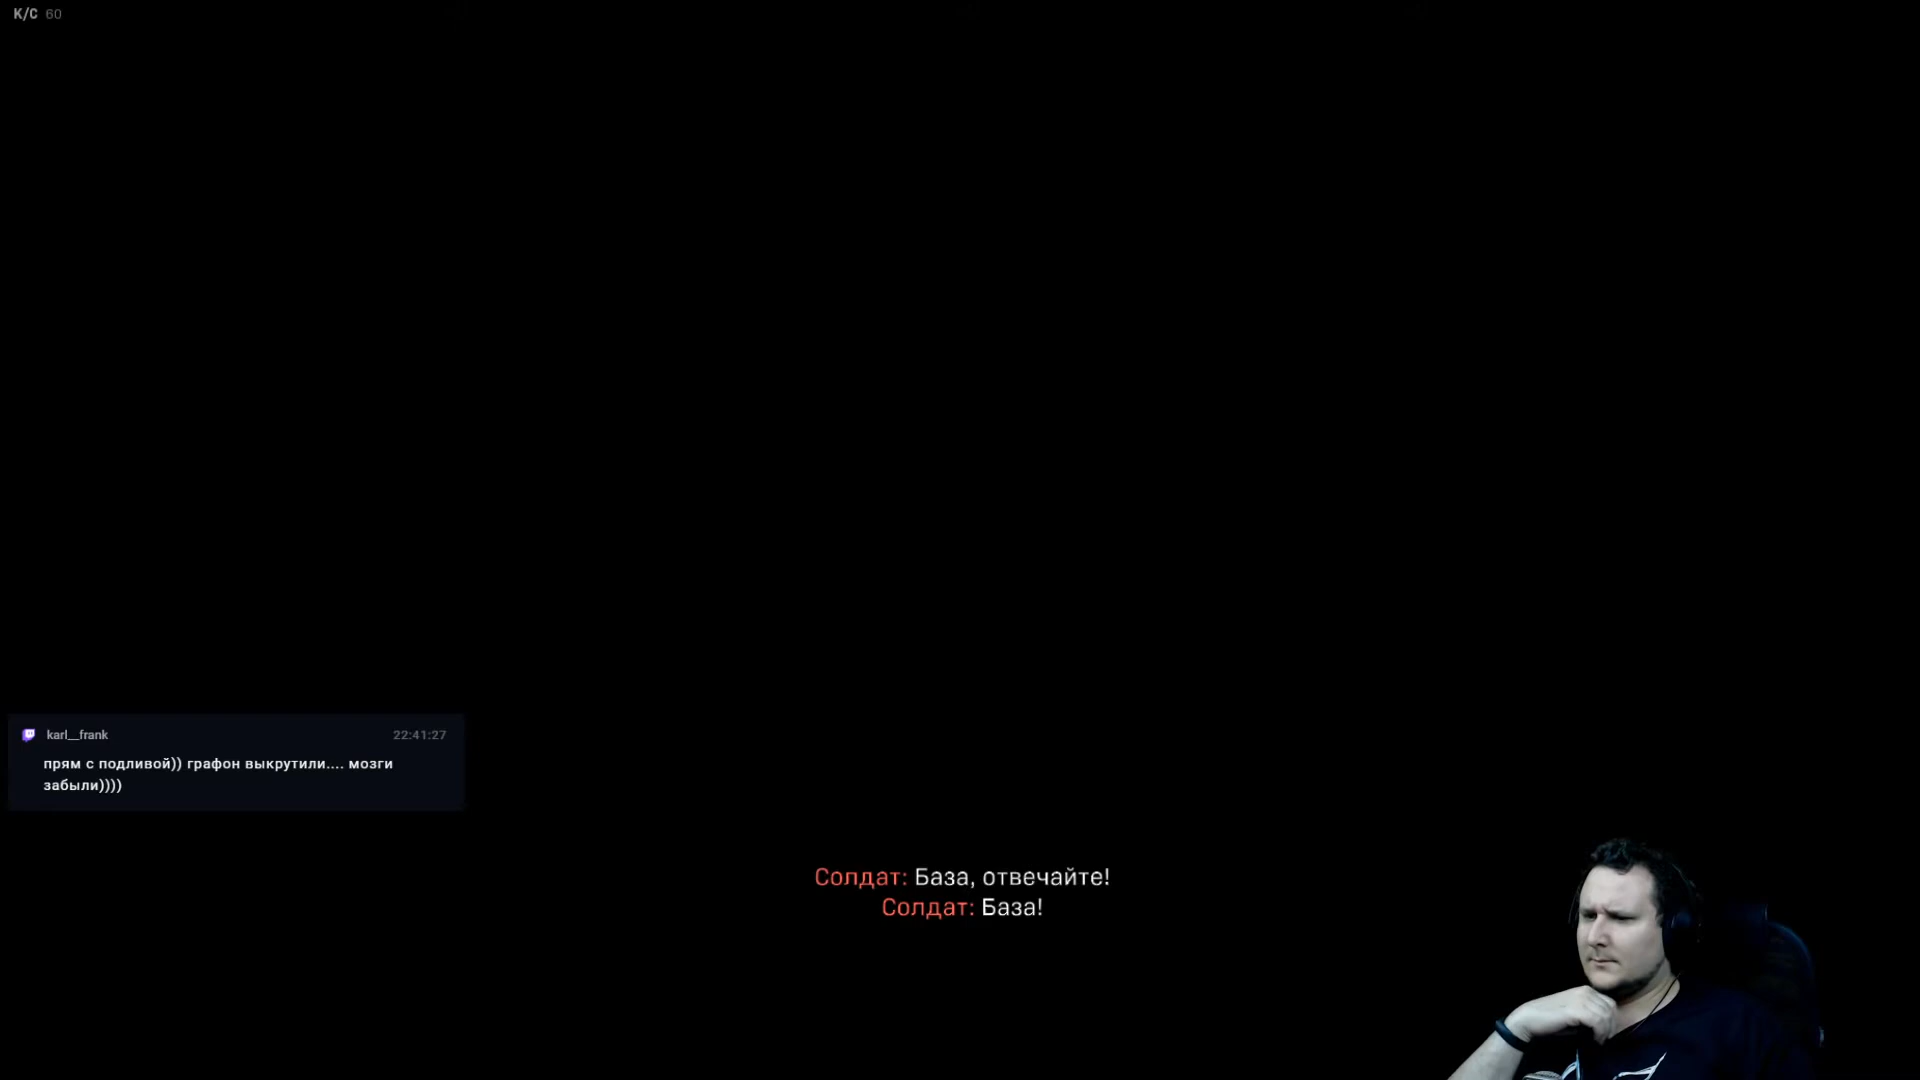 К/С 60
karl__frank 22:41:27
прям с подливой)) графон выкрутили.... мозги
забыли))))
Солдат: База, отвечайте!
Солдат: База!